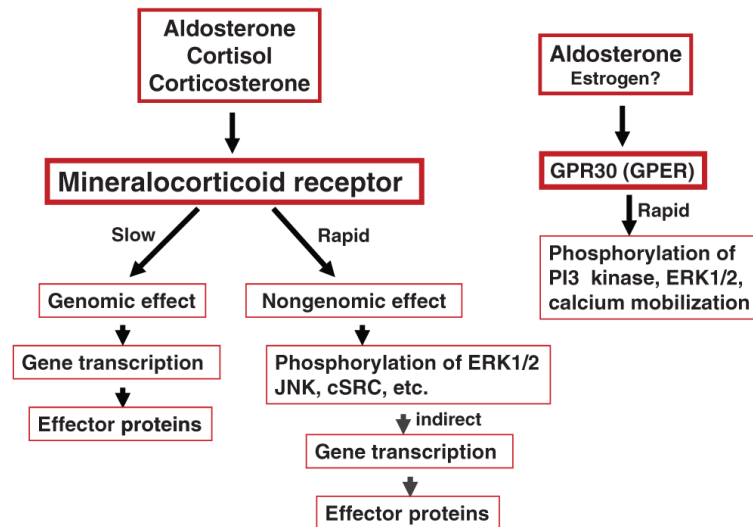 Aldosterone
Cortisol
Corticosterone
Mineralocorticoid receptor
Slow
Rapid
Genomic effect
Nongenomic effect
Gene transcription
Phosphorylation of ERK1/2
JNK, cSRC, etc.
Effector proteins
indirect
Gene transcription
Effector proteins
Aldosterone
Estrogen?
GPR30 (GPER)
Rapid
Phosphorylation of
PI3 kinase, ERK1/2,
calcium mobilization